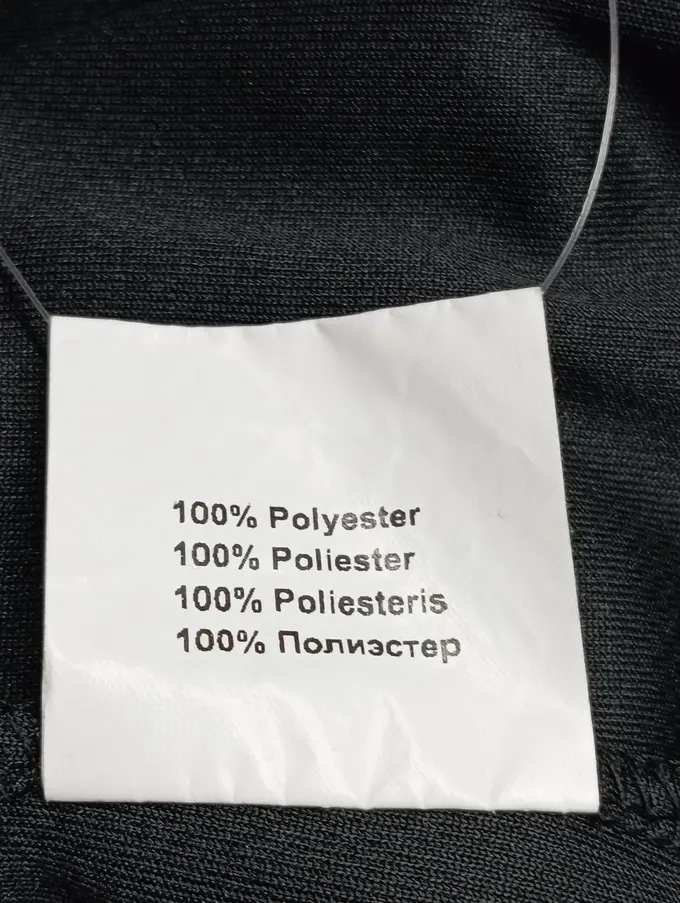 100% Polyester
100% Poliester
100% Poliesteris
100% Полиэстер